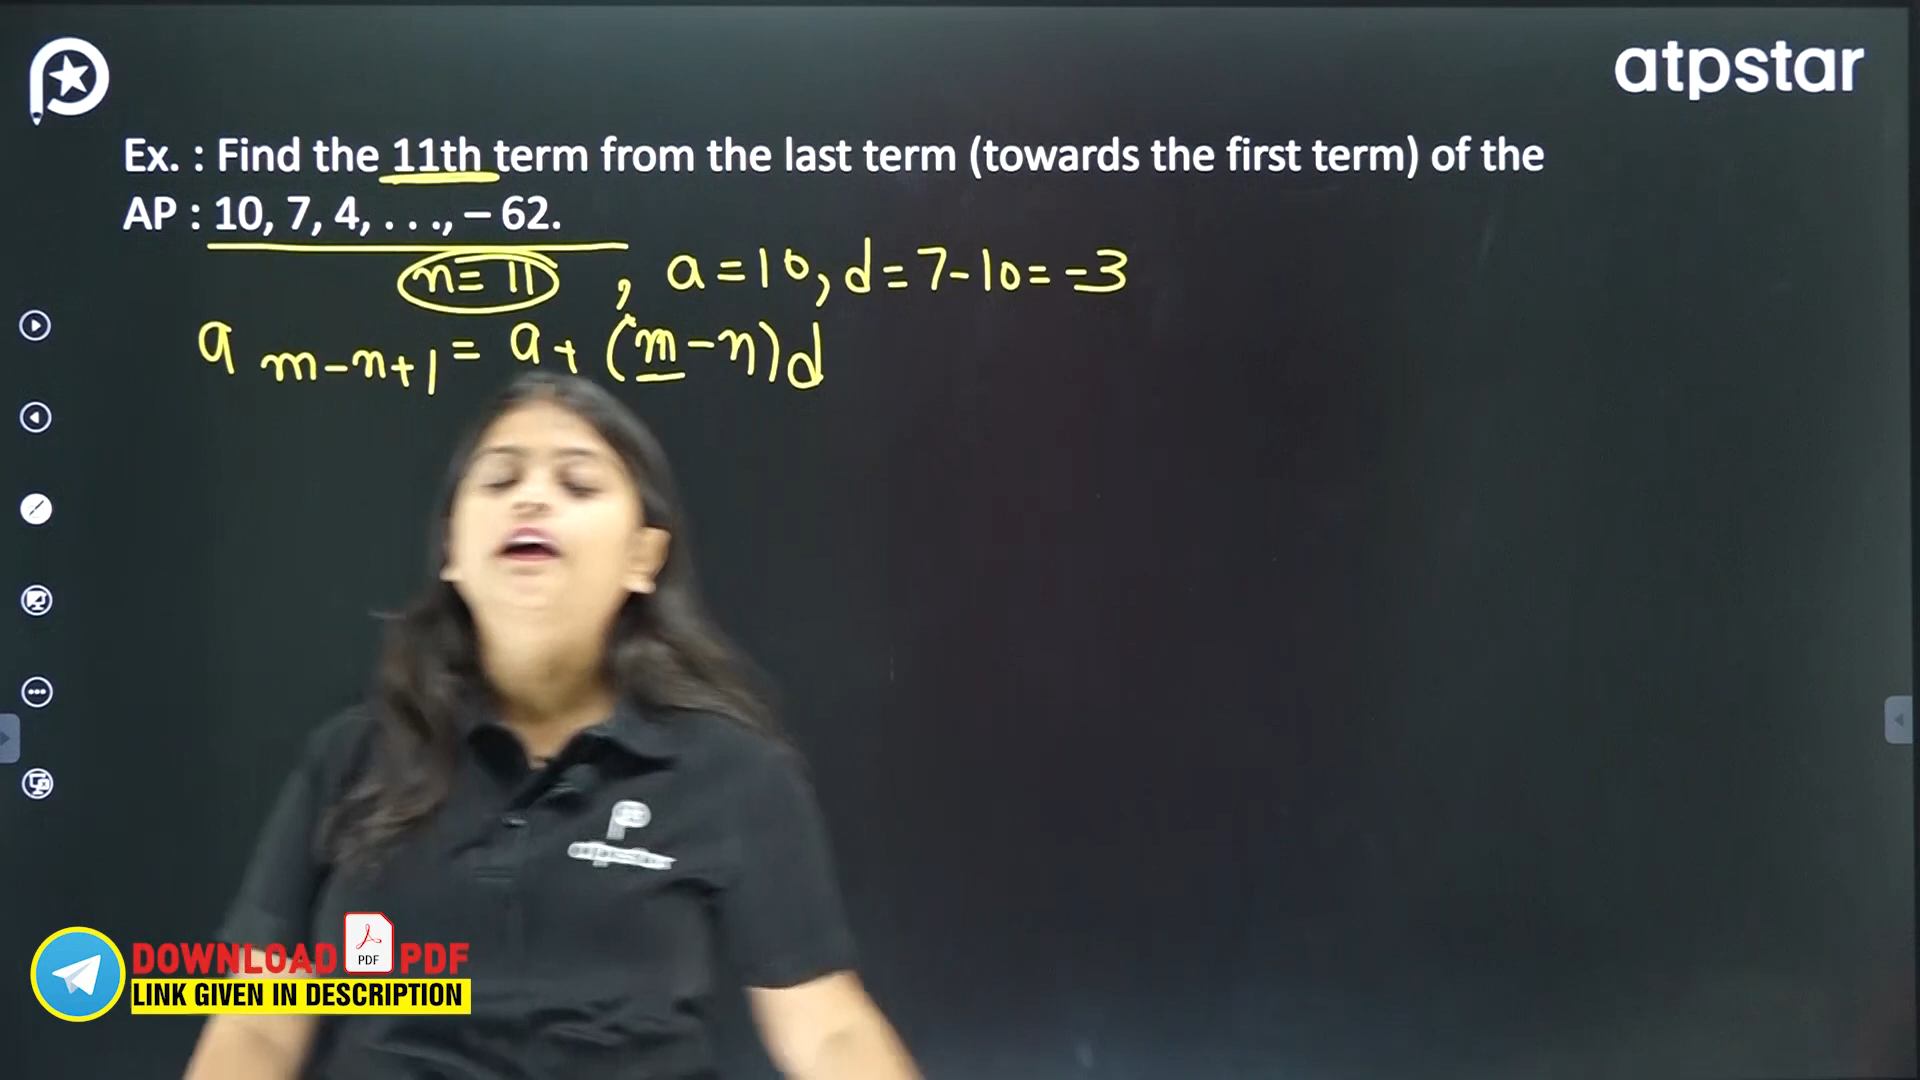 atpstar
Ex. : Find the 11th term from the last term (towards the first term) of the
AP : 10, 7, 4, . . ., – 62.
n = 11 , a = 10, d = 7 - 10 = -3
a m-n+1 = a + (m - n)d
atpstar
DOWNLOAD PDF PDF
LINK GIVEN IN DESCRIPTION